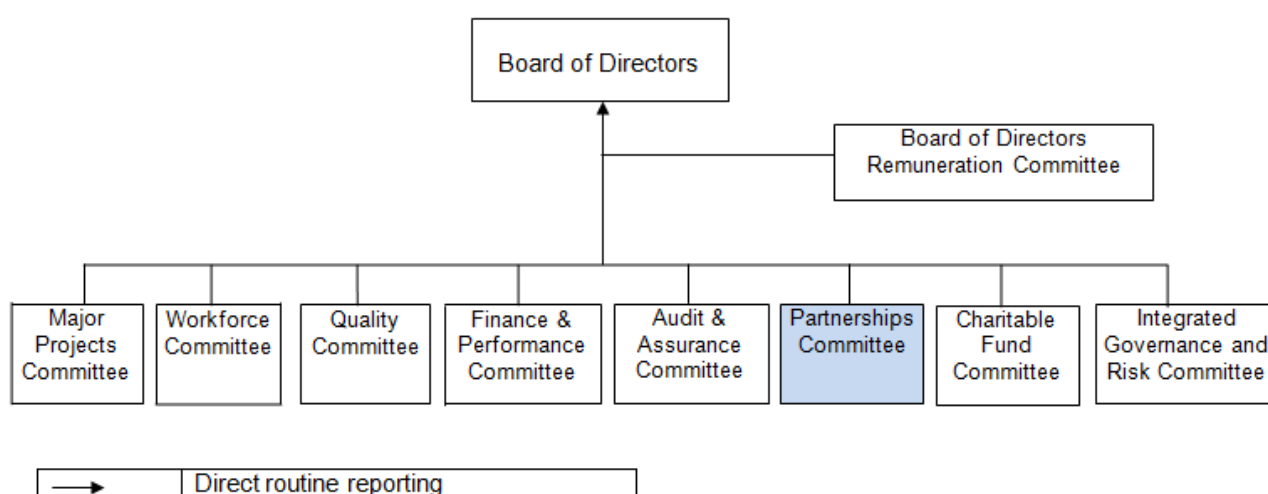 Board of Directors
Board of Directors
Remuneration Committee
Major
Projects
Committee
Workforce
Committee
Quality
Committee
Finance &
Performance
Committee
Audit &
Assurance
Committee
Partnerships
Committee
Charitable
Fund
Committee
Integrated
Governance and
Risk Committee
Direct routine reporting